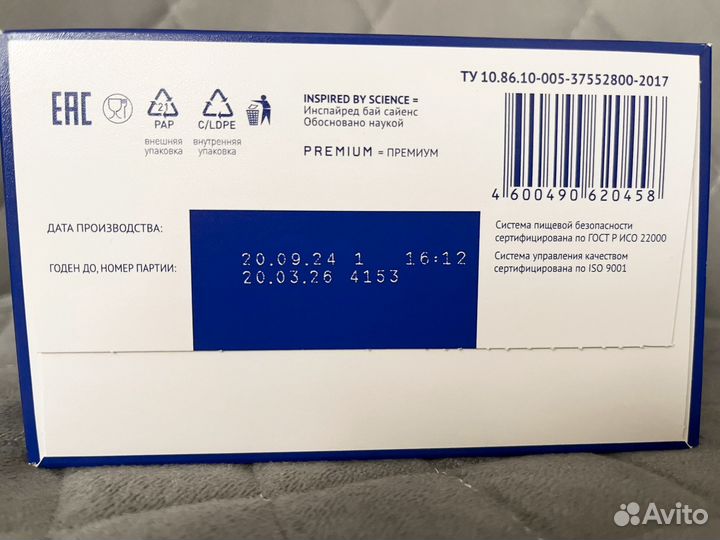 ТУ 10.86.10-005-37552800-2017
EAC
21
PAP
внешняя
упаковка
C/LDPE
внутренняя
упаковка
INSPIRED BY SCIENCE =
Инспайред бай сайенс
Обосновано наукой
PREMIUM = ПРЕМИУМ
4 600490 620458
ДАТА ПРОИЗВОДСТВА:
ГОДЕН ДО, НОМЕР ПАРТИИ:
20.09.24 1 16:12
20.03.26 4153
Система пищевой безопасности
сертифицирована по ГОСТ Р ИСО 22000
Система управления качеством
сертифицирована по ISO 9001
Avito